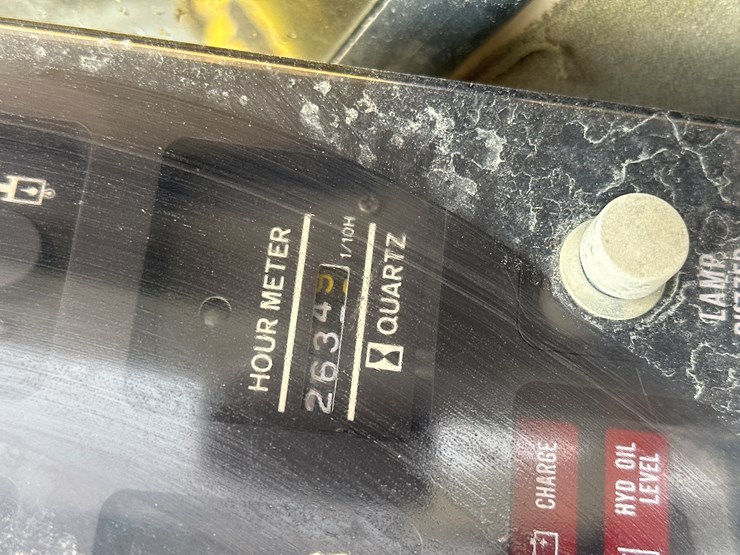 HOUR METER
2634
1/10H
QUARTZ
LAMP
CHARGE
HYD OIL
LEVEL